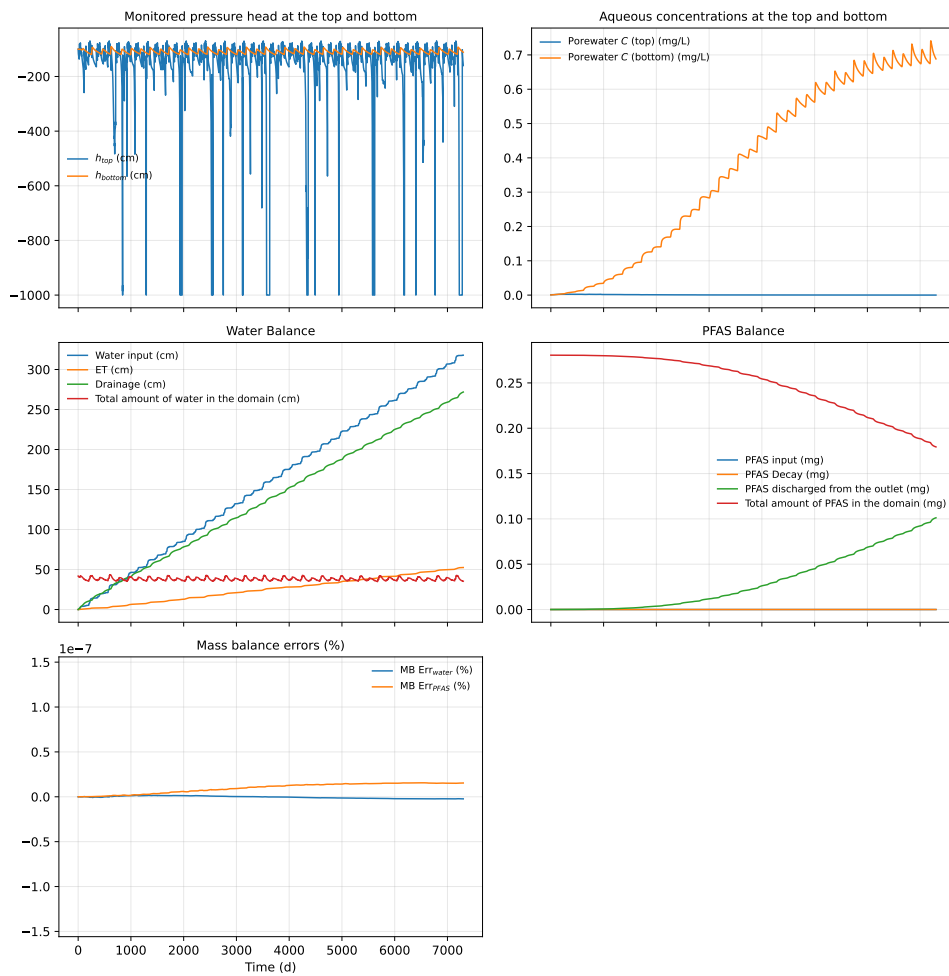 Monitored pressure head at the top and bottom
−200
−400
−600
−800
−1000
h_top (cm)
h_bottom (cm)
Aqueous concentrations at the top and bottom
0.7
0.6
0.5
0.4
0.3
0.2
0.1
0.0
Porewater C (top) (mg/L)
Porewater C (bottom) (mg/L)
Water Balance
300
250
200
150
100
50
0
Water input (cm)
ET (cm)
Drainage (cm)
Total amount of water in the domain (cm)
PFAS Balance
0.25
0.20
0.15
0.10
0.05
0.00
PFAS input (mg)
PFAS Decay (mg)
PFAS discharged from the outlet (mg)
Total amount of PFAS in the domain (mg)
Mass balance errors (%)
1e−7
1.5
1.0
0.5
0.0
−0.5
−1.0
−1.5
MB Err_water (%)
MB Err_PFAS (%)
0 1000 2000 3000 4000 5000 6000 7000
Time (d)